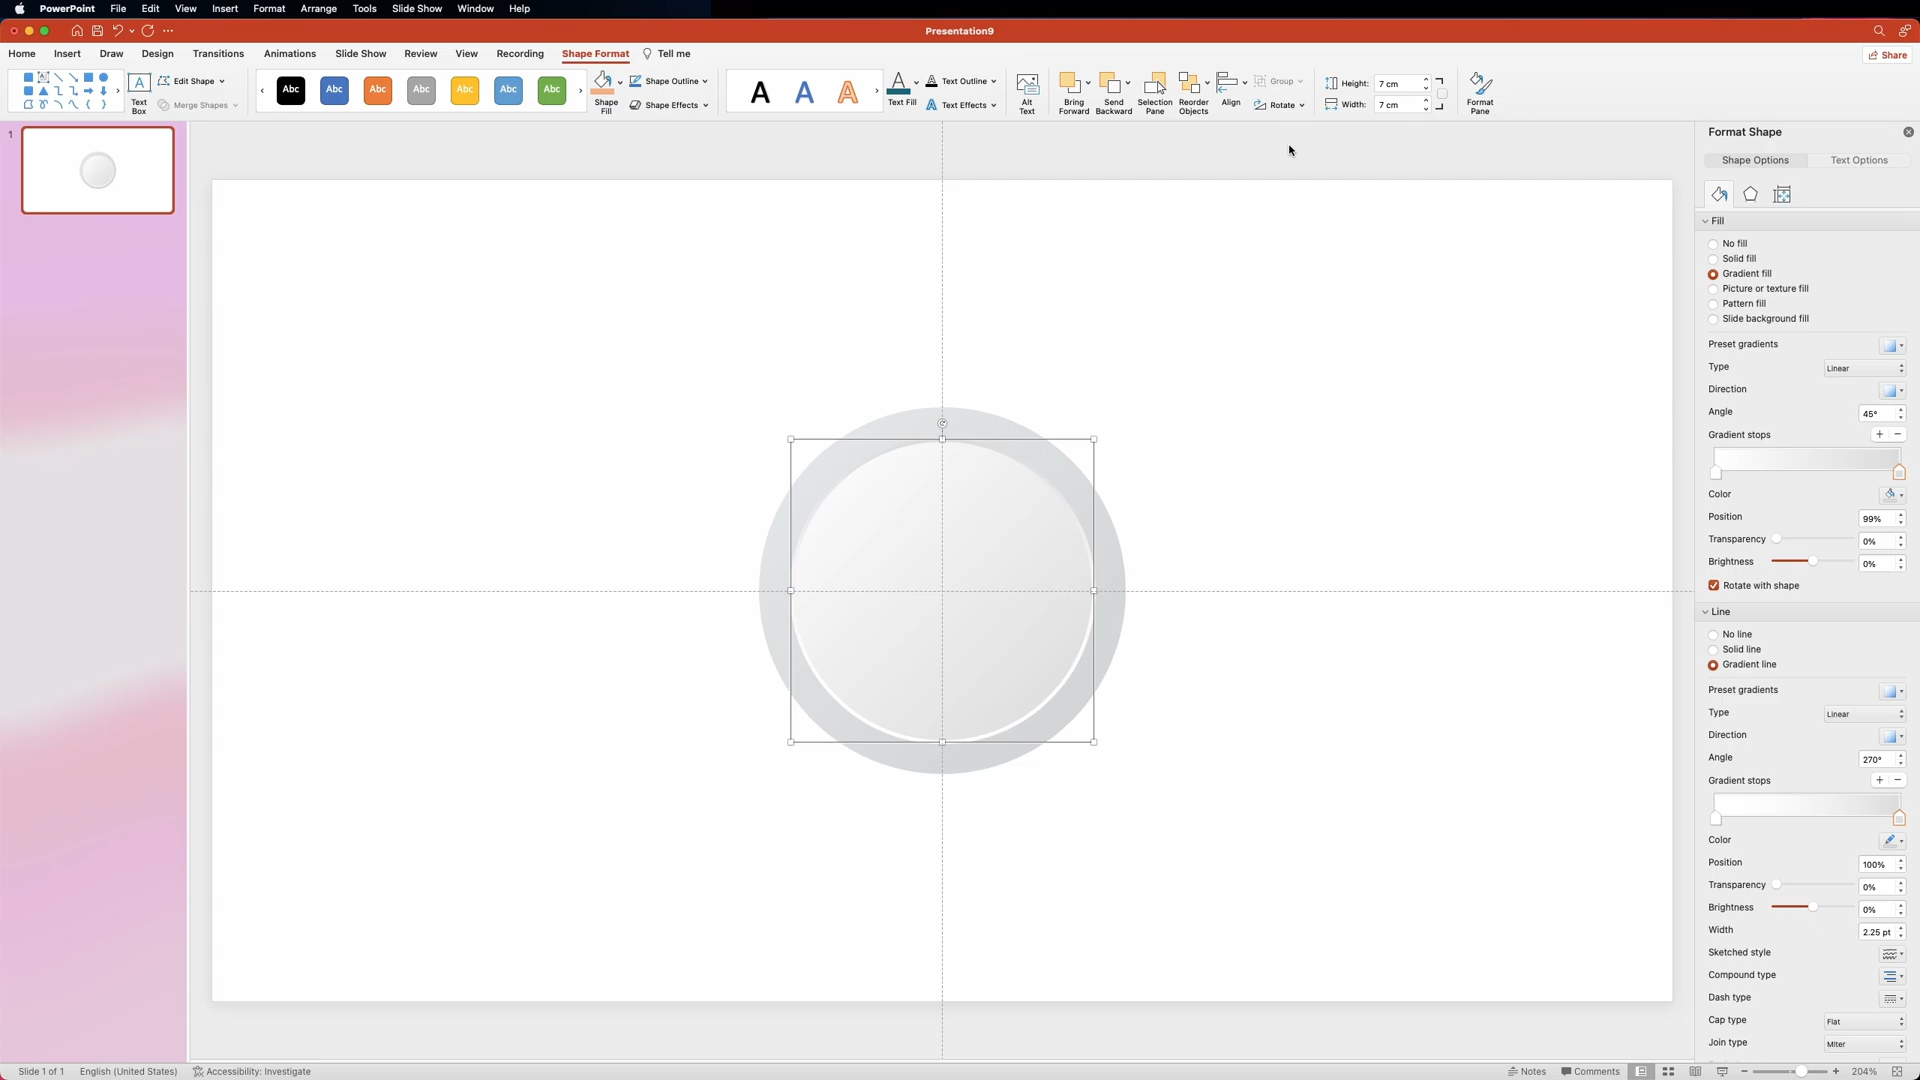 PowerPoint File Edit View Insert Format Arrange Tools Slide Show Window Help
Presentation9
Home Insert Draw Design Transitions Animations Slide Show Review View Recording Shape Format Tell me
Share
Text Box
Edit Shape
Merge Shapes
Abc Abc Abc Abc Abc Abc Abc
Shape Fill
Shape Outline
Shape Effects
A A A
Text Fill
Text Outline
Text Effects
Alt Text
Bring Forward
Send Backward
Selection Pane
Reorder Objects
Align
Group
Rotate
Height: 7 cm
Width: 7 cm
Format Pane
1
Format Shape
Shape Options Text Options
Fill
No fill
Solid fill
Gradient fill
Picture or texture fill
Pattern fill
Slide background fill
Preset gradients
Type Linear
Direction
Angle 45°
Gradient stops
Color
Position 99%
Transparency 0%
Brightness 0%
Rotate with shape
Line
No line
Solid line
Gradient line
Preset gradients
Type Linear
Direction
Angle 270°
Gradient stops
Color
Position 100%
Transparency 0%
Brightness 0%
Width 2.25 pt
Sketched style
Compound type
Dash type
Cap type Flat
Join type Miter
Slide 1 of 1 English (United States) Accessibility: Investigate
Notes Comments 204%